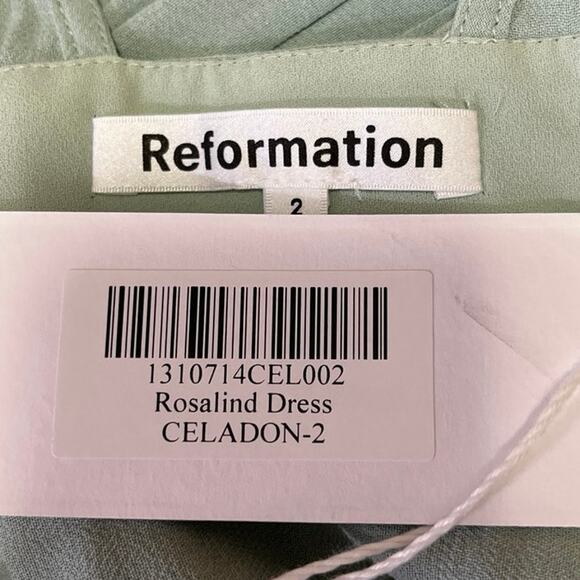 Reformation
2
1310714CEL002
Rosalind Dress
CELADON-2